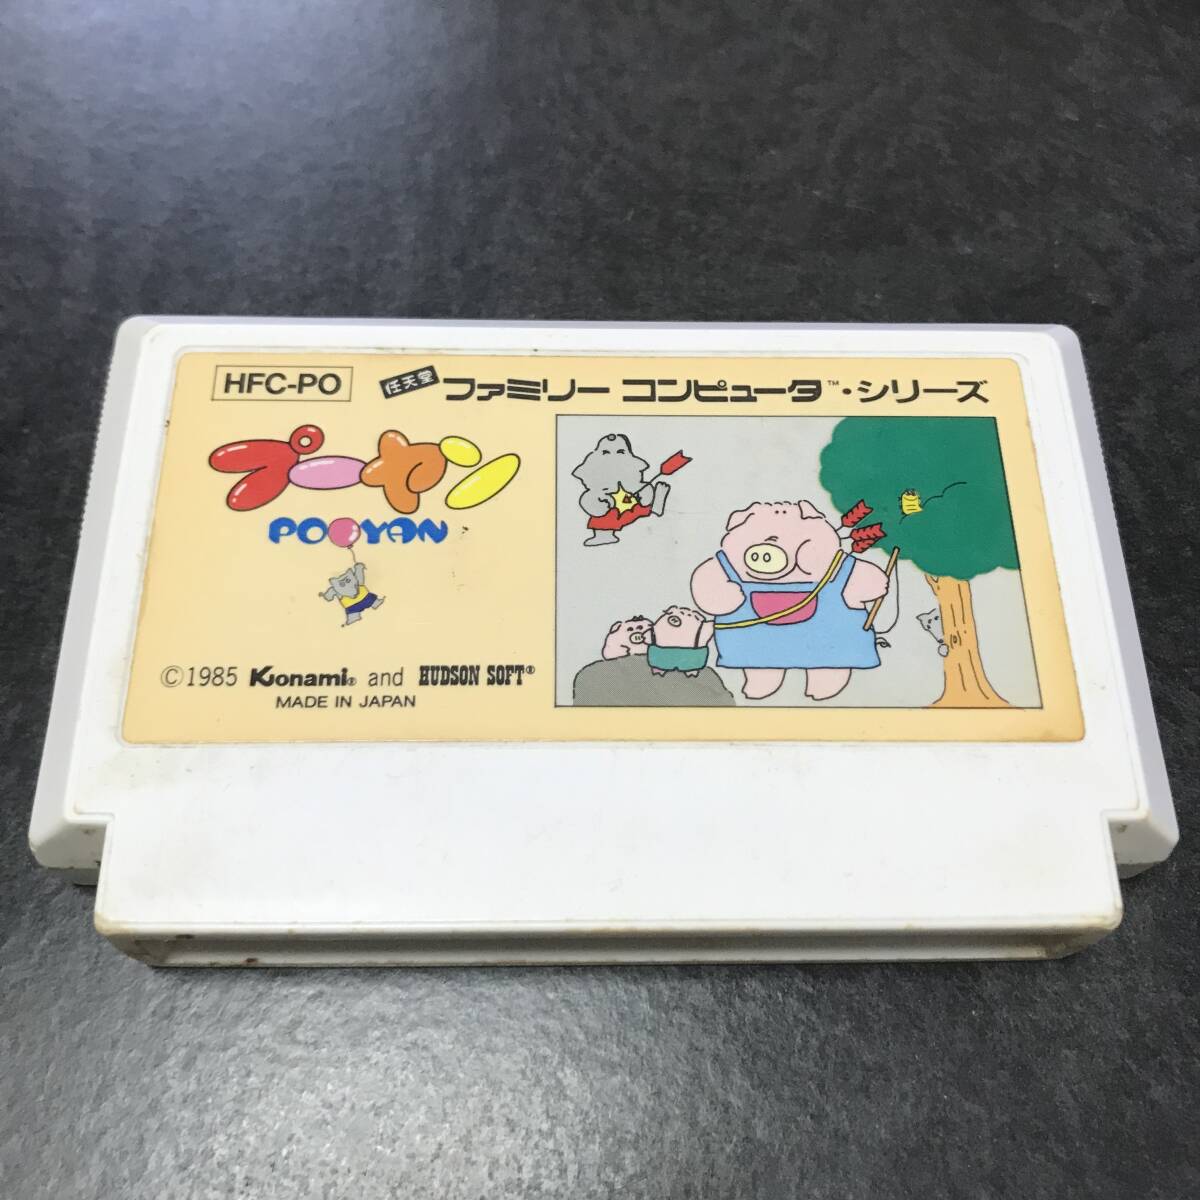 HFC-PO
任天堂 ファミリー コンピュータ™・シリーズ
プーヤン
POOYAN
©1985 Konami® and HUDSON SOFT®
MADE IN JAPAN